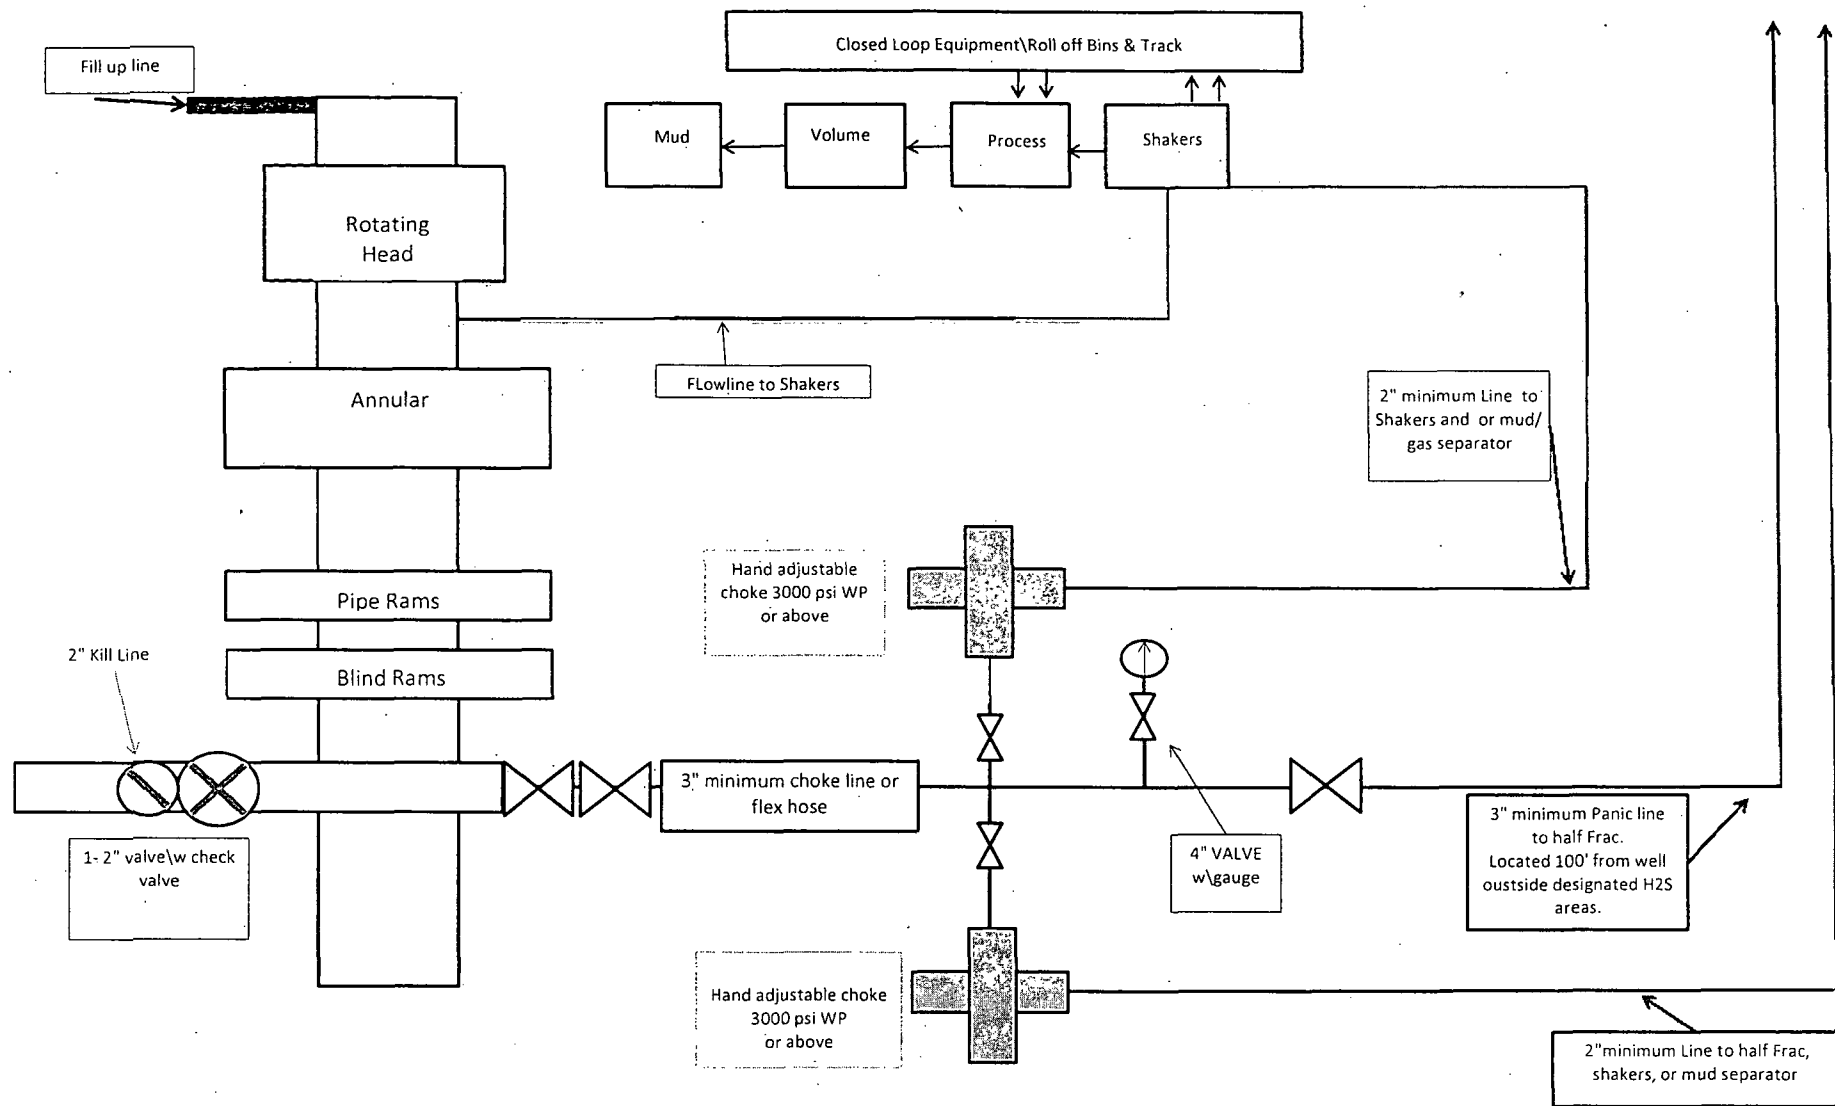 Closed Loop Equipment\Roll off Bins & Track
Fill up line
Mud
Volume
Process
Shakers
Rotating
Head
FLowline to Shakers
Annular
2" minimum Line to
Shakers and or mud/
gas separator
Hand adjustable
choke 3000 psi WP
or above
Pipe Rams
2" Kill Line
Blind Rams
3" minimum choke line or
flex hose
1- 2" valve\w check
valve
4" VALVE
w\gauge
3" minimum Panic line
to half Frac.
Located 100' from well
oustside designated H2S
areas.
Hand adjustable choke
3000 psi WP
or above
2"minimum Line to half Frac,
shakers, or mud separator